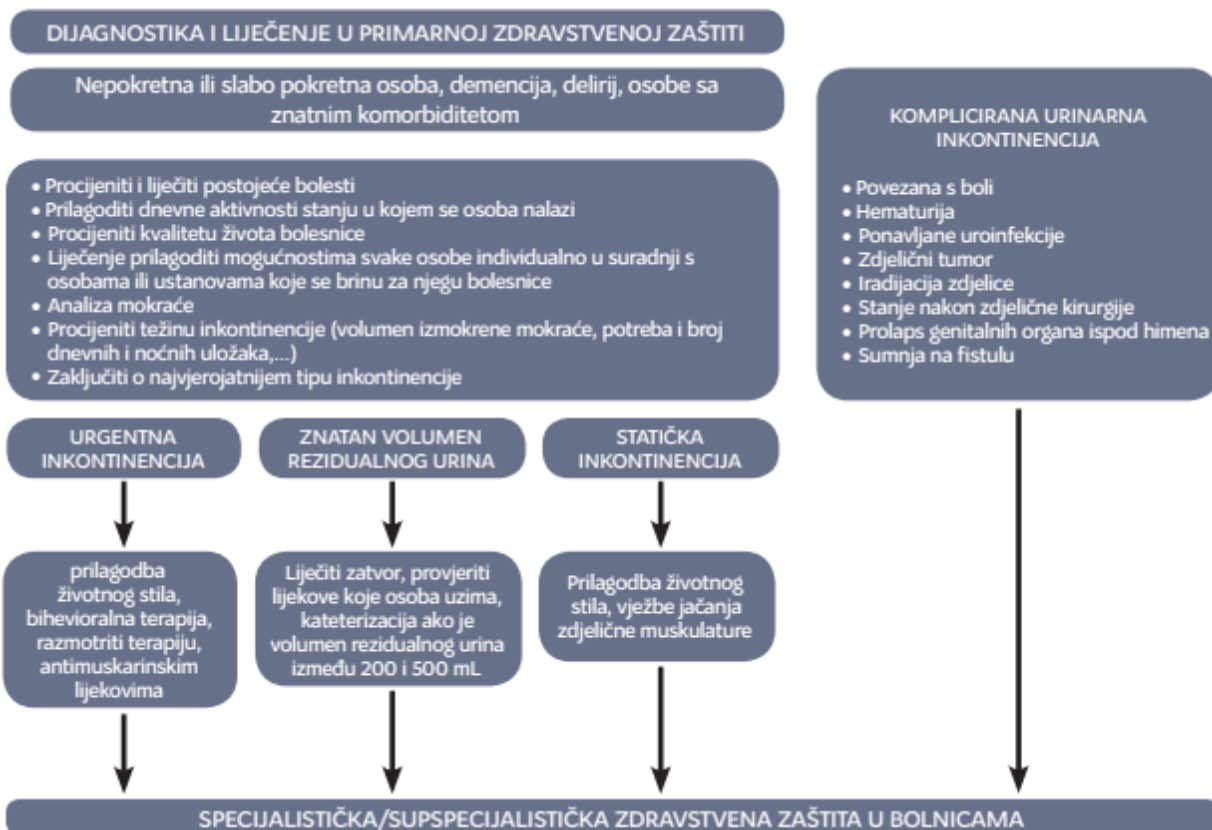 DIJAGNOSTIKA I LIJEČENJE U PRIMARNOJ ZDRAVSTVENOJ ZAŠTITI
Nepokretna ili slabo pokretna osoba, demencija, delirij, osobe sa
znatnim komorbiditetom
• Procijeniti i liječiti postojeće bolesti
• Prilagoditi dnevne aktivnosti stanju u kojem se osoba nalazi
• Procijeniti kvalitetu života bolesnice
• Liječenje prilagoditi mogućnostima svake osobe individualno u suradnji s
osobama ili ustanovama koje se brinu za njegu bolesnice
• Analiza mokraće
• Procijeniti težinu inkontinencije (volumen izmokrene mokraće, potreba i broj
dnevnih i noćnih uložaka,...)
• Zaključiti o najvjerojatnijem tipu inkontinencije
KOMPLICIRANA URINARNA
INKONTINENCIJA
• Povezana s boli
• Hematurija
• Ponavljane uroinfekcije
• Zdjelični tumor
• Iradijacija zdjelice
• Stanje nakon zdjelične kirurgije
• Prolaps genitalnih organa ispod himena
• Sumnja na fistulu
URGENTNA
INKONTINENCIJA
ZNATAN VOLUMEN
REZIDUALNOG URINA
STATIČKA
INKONTINENCIJA
prilagodba
životnog stila,
bihevioralna terapija,
razmotriti terapiju,
antimuskarinskim
lijekovima
Liječiti zatvor, provjeriti
lijekove koje osoba uzima,
kateterizacija ako je
volumen rezidualnog urina
između 200 i 500 mL
Prilagodba životnog
stila, vježbe jačanja
zdjelične muskulature
SPECIJALISTIČKA/SUPSPECIJALISTIČKA ZDRAVSTVENA ZAŠTITA U BOLNICAMA